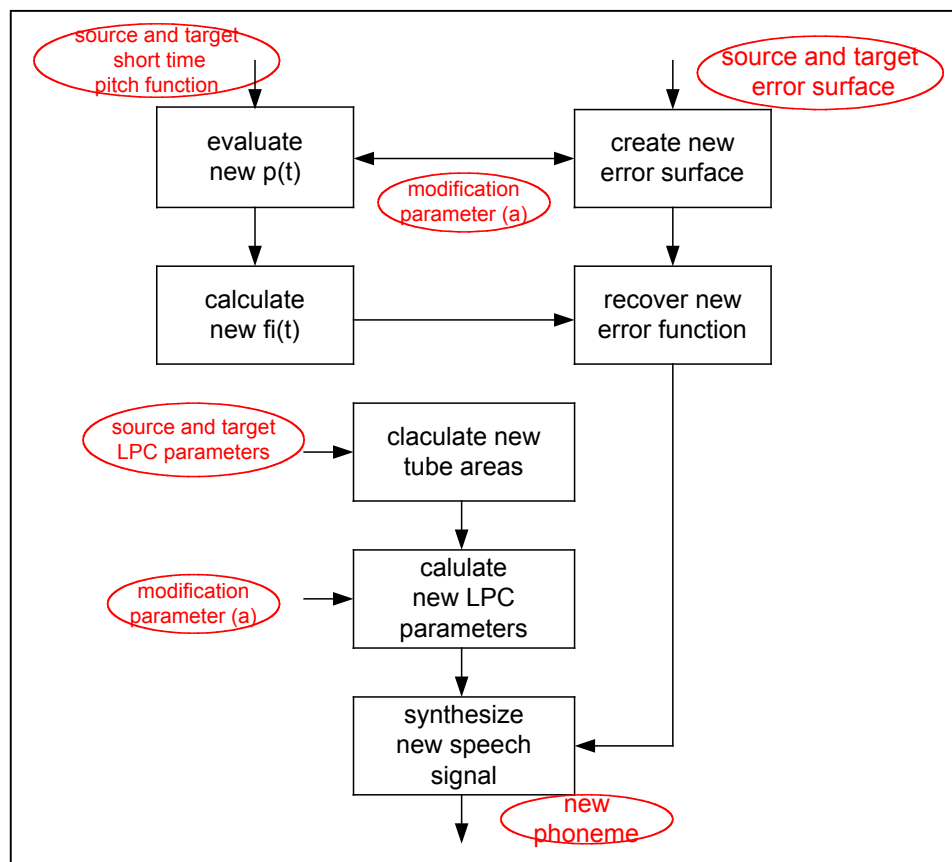 source and target
short time
pitch function
source and target
error surface
evaluate
new p(t)
create new
error surface
modification
parameter (a)
calculate
new fi(t)
recover new
error function
source and target
LPC parameters
claculate new
tube areas
modification
parameter (a)
calulate
new LPC
parameters
synthesize
new speech
signal
new
phoneme